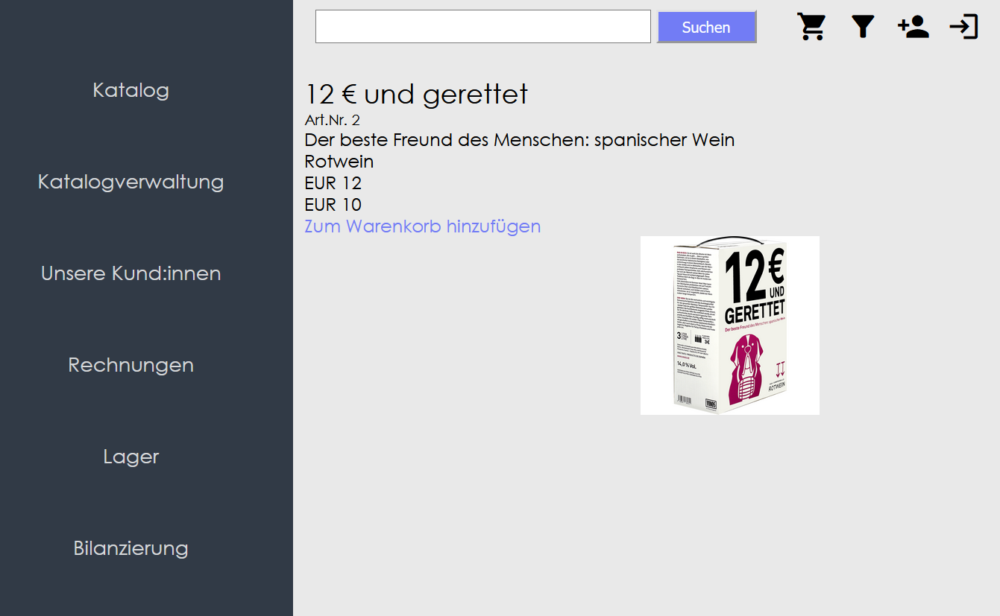 Suchen
Katalog
Katalogverwaltung
Unsere Kund:innen
Rechnungen
Lager
Bilanzierung
12 € und gerettet
Art.Nr. 2
Der beste Freund des Menschen: spanischer Wein
Rotwein
EUR 12
EUR 10
Zum Warenkorb hinzufügen
12€
UND
GERETTET
Der beste Freund des Menschen: spanischer Wein
3
3€
14,0 % Vol.
ROTWEIN
VINOS